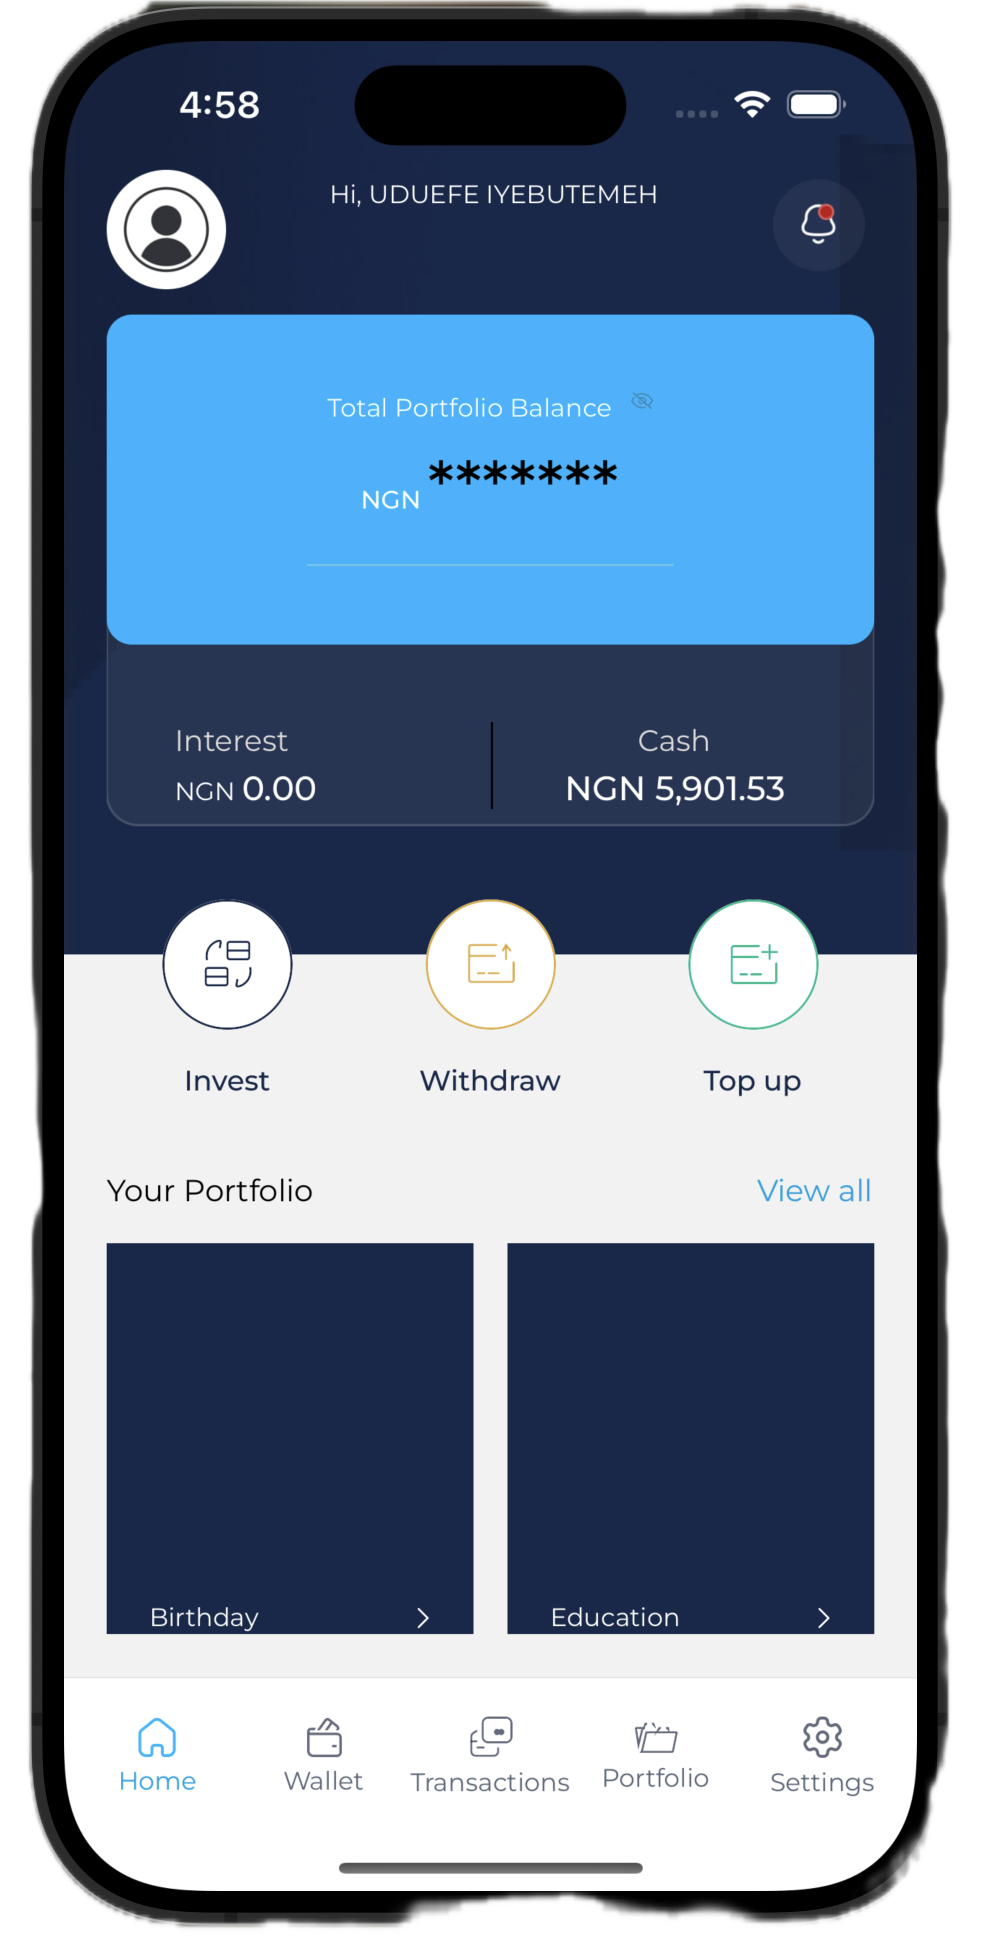 4:58
Hi, UDUEFE IYEBUTEMEH
Total Portfolio Balance
NGN *******
Interest
Cash
NGN 0.00
NGN 5,901.53
Invest
Withdraw
Top up
Your Portfolio
View all
Birthday
Education
Home
Wallet
Transactions
Portfolio
Settings